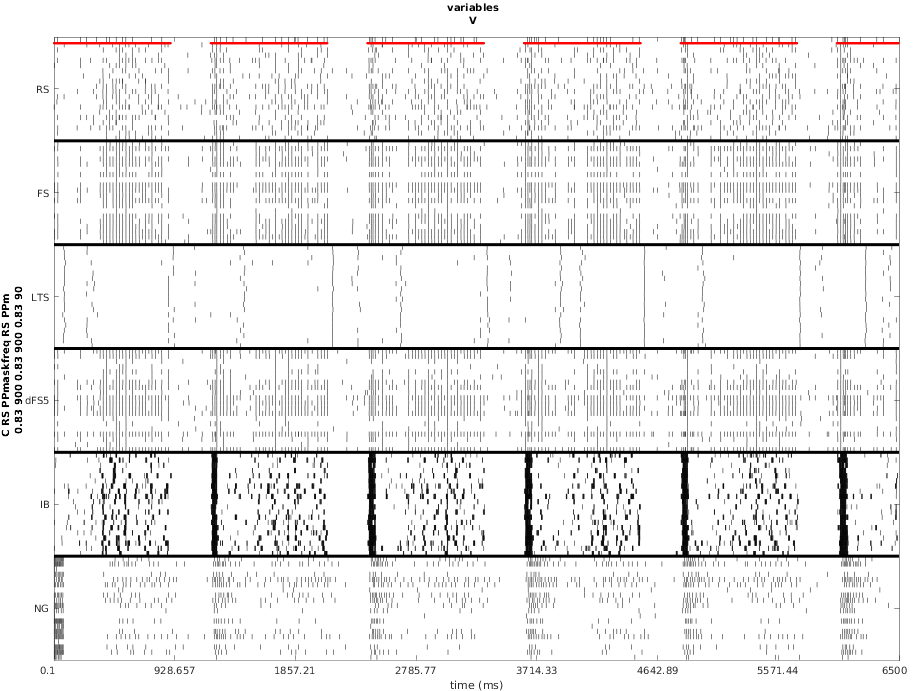 variables
V
RS
FS
LTS
dFS5
IB
NG
C RS PPmaskfreq RS PPm
0.83 900 0.83 900 0.83 90
0.1 928.657 1857.21 2785.77 3714.33 4642.89 5571.44 6500
time (ms)